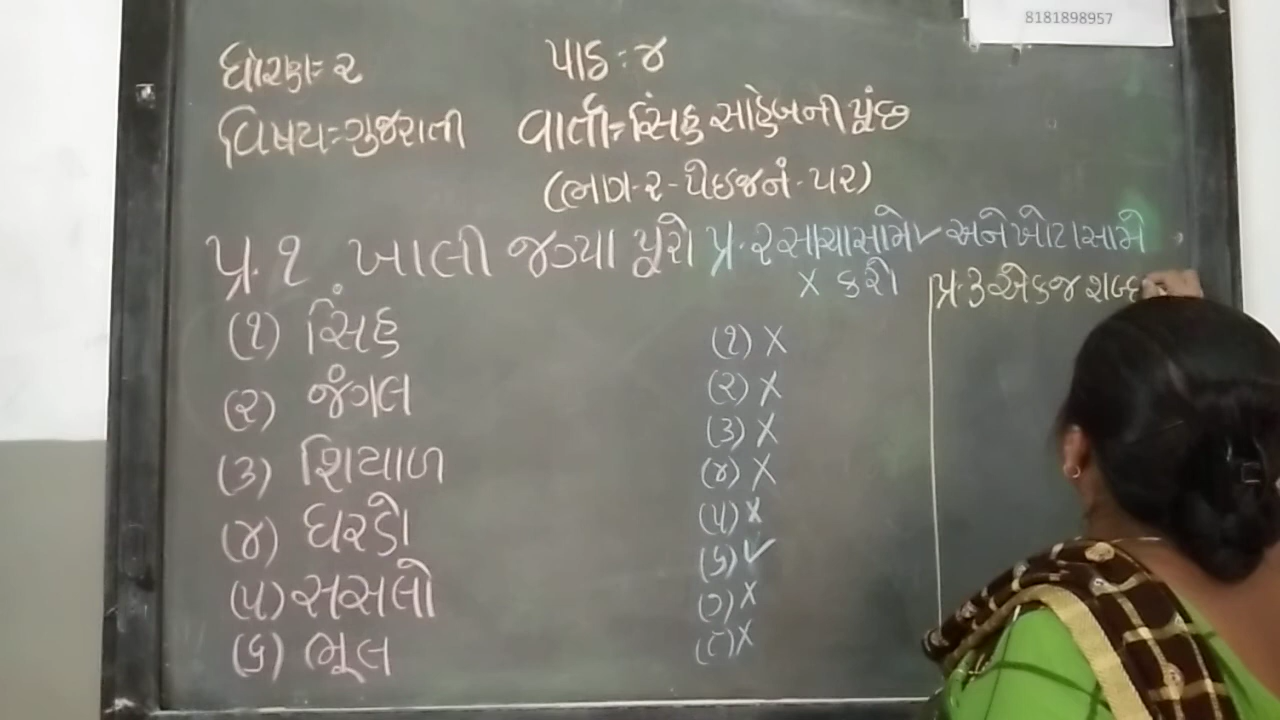 8181898957
ધોરણ:- ૨
પાઠ :- ૪
વિષય:- ગુજરાતી
વાર્તા:- સિંહ સાહેબની પૂંછ
(ભાગ-૨-પેઇજનં-૫૨)
પ્ર.૧ ખાલી જગ્યા પૂરો
(૧) સિંહ
(૨) જંગલ
(૩) શિયાળ
(૪) ઘરડો
(૫) સસલો
(૬) ભૂલ
પ્ર.૨ સાચા સામે ✓ અને ખોટા સામે
X કરો
(૧) X
(૨) X
(૩) X
(૪) X
(૫) X
(૬) ✓
(૭) X
(૮) X
પ્ર.૩ એક જ શબ્દ